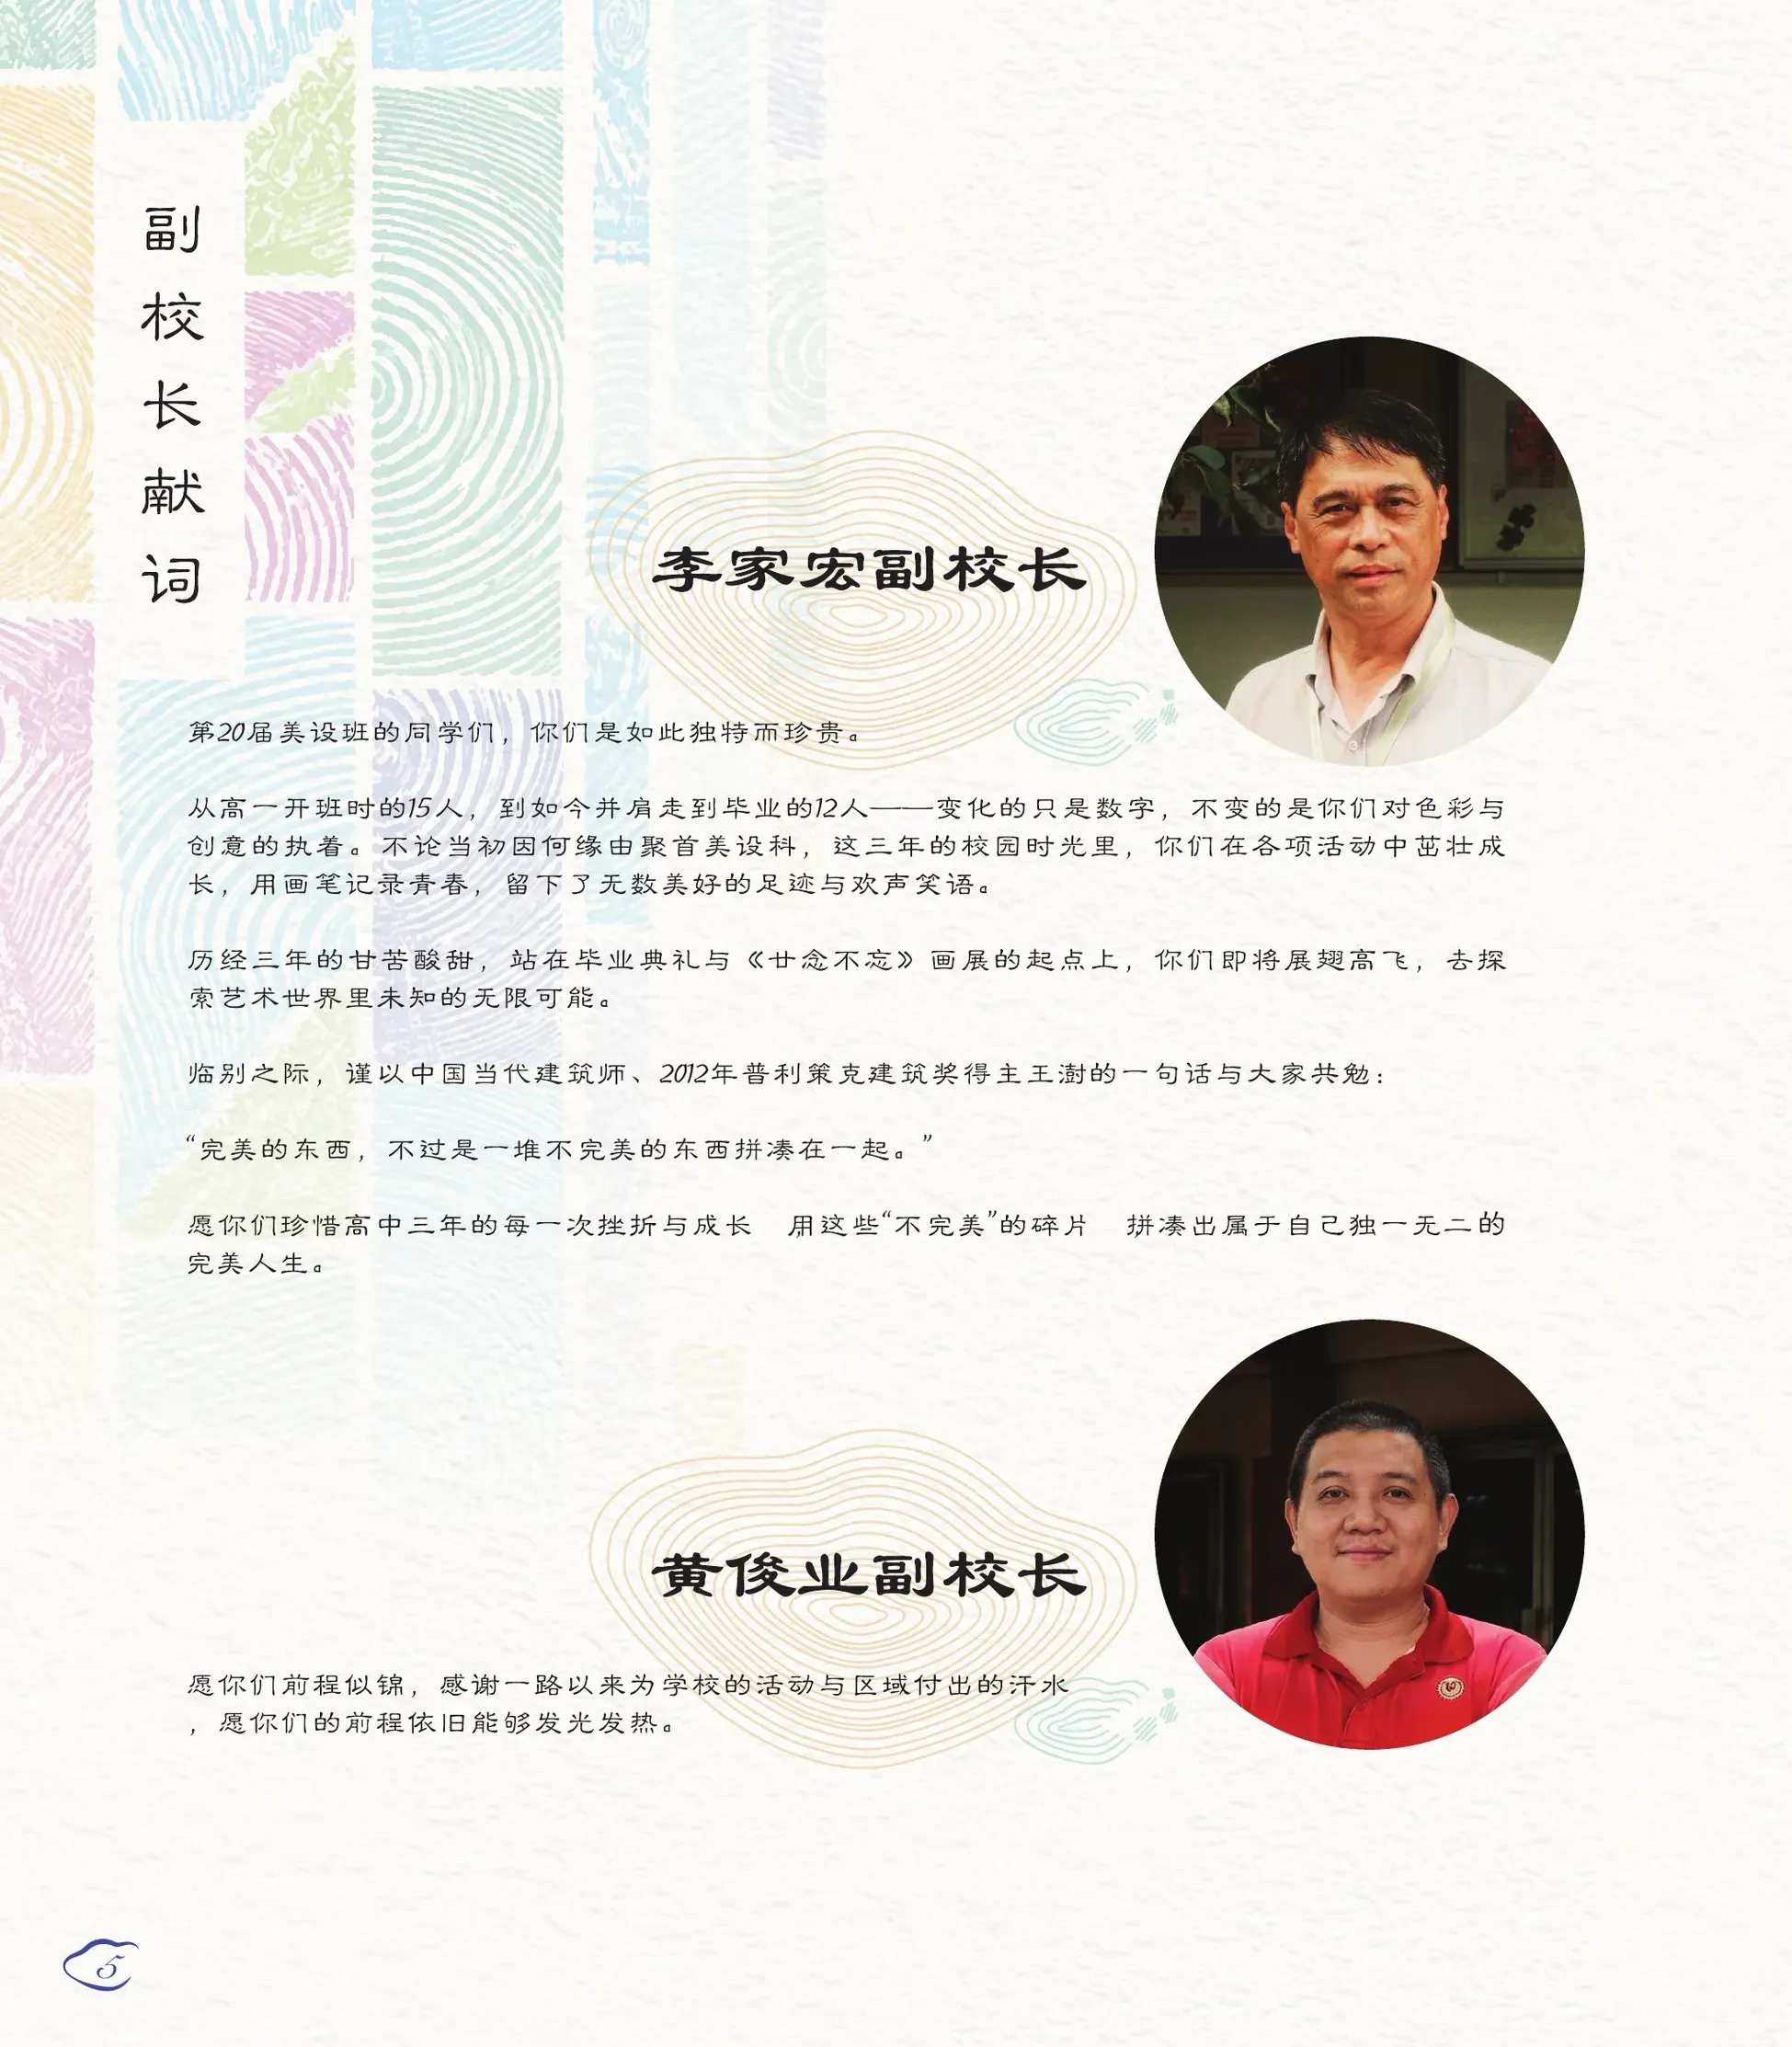 副校长献词
李家宏副校长
第20届美设班的同学们，你们是如此独特而珍贵。
从高一开班时的15人，到如今并肩走到毕业的12人——变化的只是数字，不变的是你们对色彩与
创意的执着。不论当初因何缘由聚首美设科，这三年的校园时光里，你们在各项活动中茁壮成
长，用画笔记录青春，留下了无数美好的足迹与欢声笑语。
历经三年的甘苦酸甜，站在毕业典礼与《廿念不忘》画展的起点上，你们即将展翅高飞，去探
索艺术世界里未知的无限可能。
临别之际，谨以中国当代建筑师、2012年普利策克建筑奖得主王澍的一句话与大家共勉：
“完美的东西，不过是一堆不完美的东西拼凑在一起。”
愿你们珍惜高中三年的每一次挫折与成长，用这些“不完美”的碎片，拼凑出属于自己独一无二的
完美人生。
黄俊业副校长
愿你们前程似锦，感谢一路以来为学校的活动与区域付出的汗水
，愿你们的前程依旧能够发光发热。
5